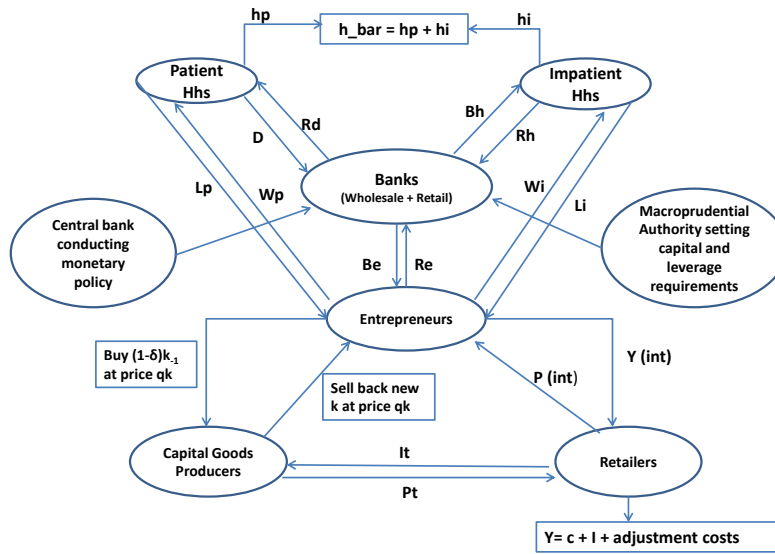 hp
h_bar = hp + hi
hi
Patient
Hhs
Impatient
Hhs
Bh
Rd
D
Rh
Lp
Wp
Banks
(Wholesale + Retail)
Wi
Li
Central bank
conducting
monetary
policy
Macroprudential
Authority setting
capital and
leverage
requirements
Be
Re
Entrepreneurs
Buy (1-δ)k-1
at price qk
Sell back new
k at price qk
P (int)
Y (int)
Capital Goods
Producers
It
Pt
Retailers
Y= c + I + adjustment costs